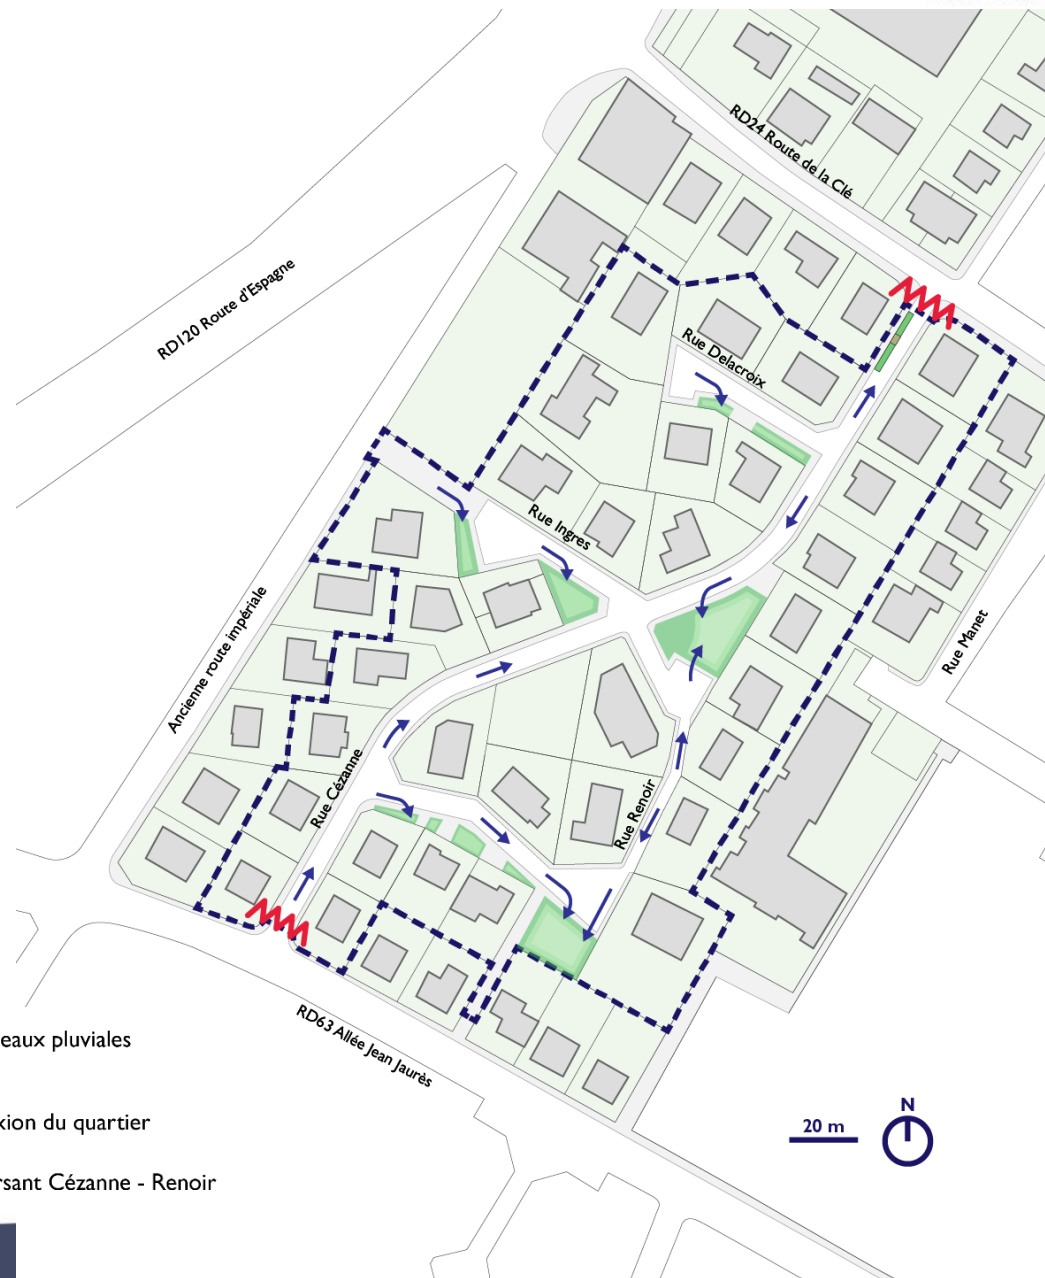 RD24 Route de la Clé
RD120 Route d'Espagne
Rue Delacroix
Rue Ingres
Ancienne route impériale
Rue Manet
Rue Cézanne
Rue Renoir
RD63 Allée Jean Jaurès
eaux pluviales
xion du quartier
rsant Cézanne - Renoir
20 m
N